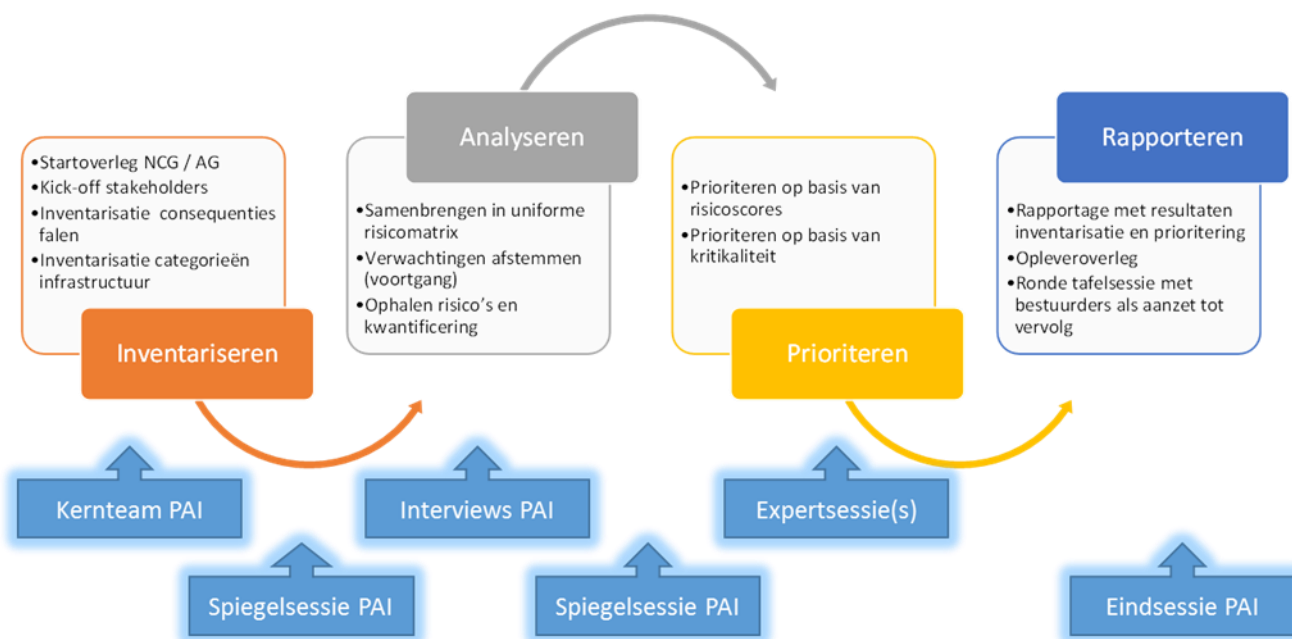 •Startoverleg NCG / AG
•Kick-off stakeholders
•Inventarisatie consequenties
falen
•Inventarisatie categorieën
infrastructuur
Inventariseren
Analyseren
•Samenbrengen in uniforme
risicomatrix
•Verwachtingen afstemmen
(voortgang)
•Ophalen risico’s en
kwantificering
•Prioriteren op basis van
risicoscores
•Prioriteren op basis van
kritikaliteit
Prioriteren
Rapporteren
•Rapportage met resultaten
inventarisatie en prioritering
•Opleveroverleg
•Ronde tafelsessie met
bestuurders als aanzet tot
vervolg
Kernteam PAI
Interviews PAI
Expertsessie(s)
Spiegelsessie PAI
Spiegelsessie PAI
Eindsessie PAI